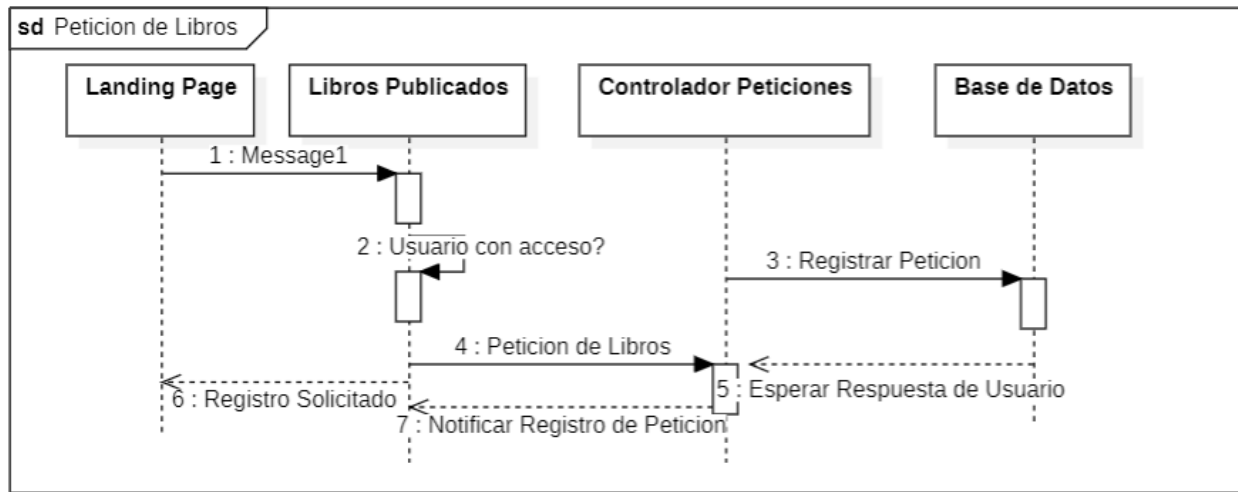 sd Peticion de Libros
Landing Page
Libros Publicados
Controlador Peticiones
Base de Datos
1 : Message1
2 : Usuario con acceso?
3 : Registrar Peticion
4 : Peticion de Libros
5 : Esperar Respuesta de Usuario
6 : Registro Solicitado
7 : Notificar Registro de Peticion